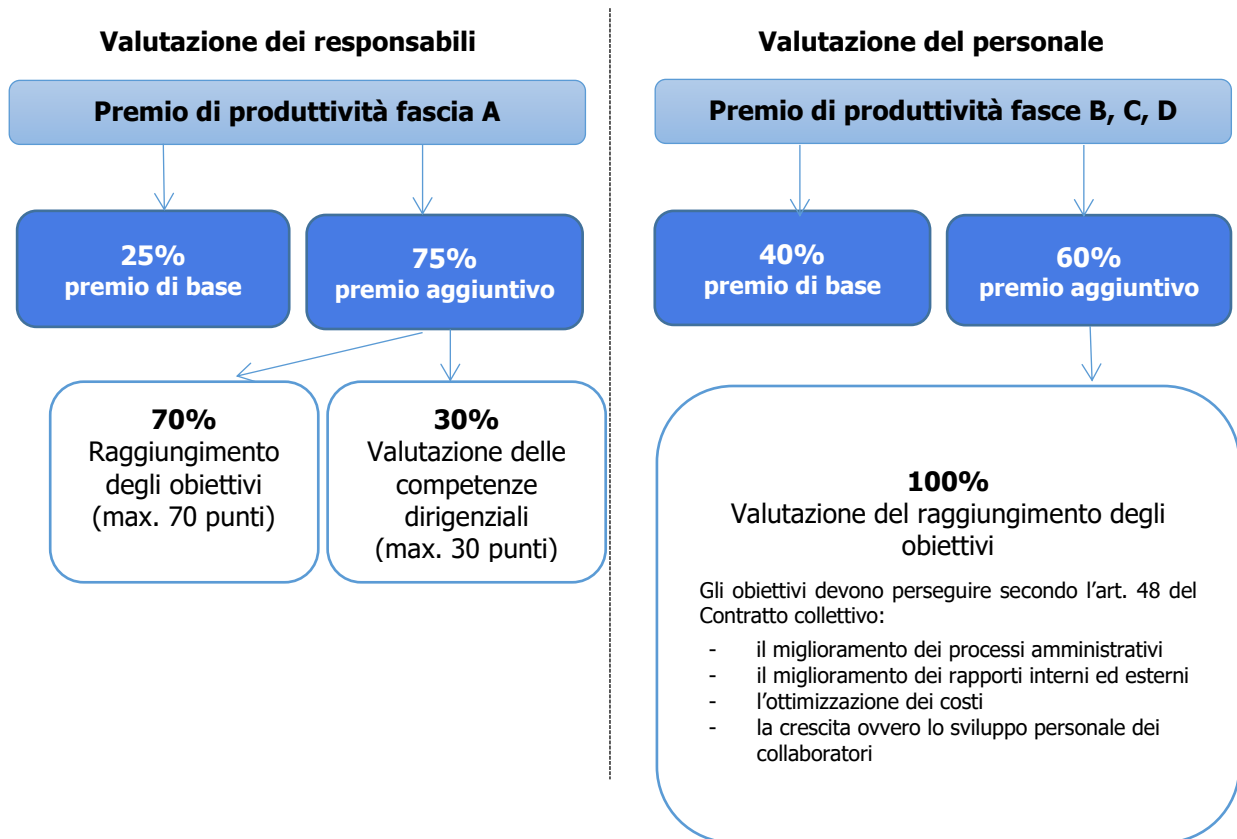 Valutazione dei responsabili
Premio di produttività fascia A
25%
premio di base
75%
premio aggiuntivo
70%
Raggiungimento
degli obiettivi
(max. 70 punti)
30%
Valutazione delle
competenze
dirigenziali
(max. 30 punti)
Valutazione del personale
Premio di produttività fasce B, C, D
40%
premio di base
60%
premio aggiuntivo
100%
Valutazione del raggiungimento degli
obiettivi
Gli obiettivi devono perseguire secondo l’art. 48 del
Contratto collettivo:
- il miglioramento dei processi amministrativi
- il miglioramento dei rapporti interni ed esterni
- l’ottimizzazione dei costi
- la crescita ovvero lo sviluppo personale dei
collaboratori